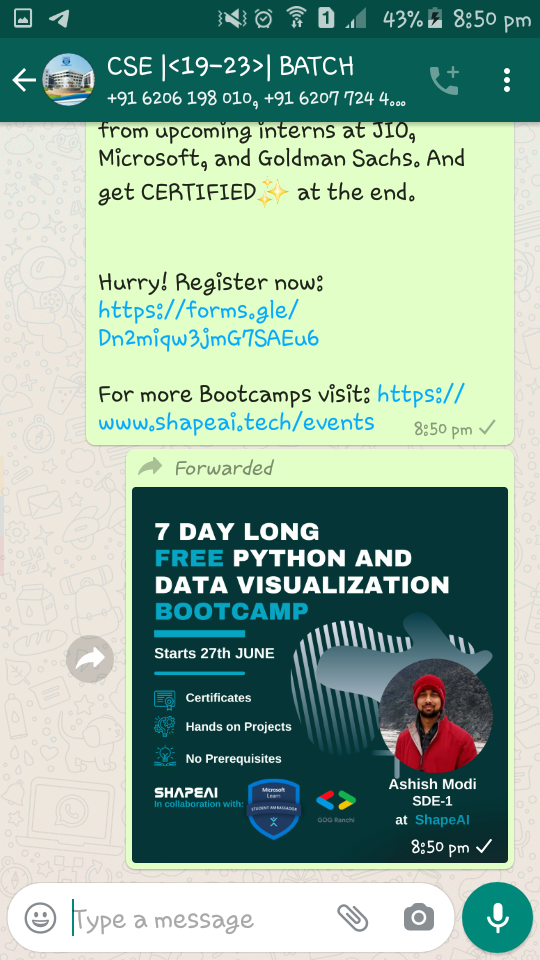 43% 8:50 pm
CSE |<19-23>| BATCH
+91 6206 198 010, +91 6207 724 4...
from upcoming interns at JIO,
Microsoft, and Goldman Sachs. And
get CERTIFIED✨ at the end.
Hurry! Register now:
https://forms.gle/
Dn2miqw3jmG7SAEu6
For more Bootcamps visit: https://
www.shapeai.tech/events
8:50 pm
Forwarded
7 DAY LONG
FREE PYTHON AND
DATA VISUALIZATION
BOOTCAMP
Starts 27th JUNE
Certificates
Hands on Projects
No Prerequisites
SHAPEAI
In collaboration with:
Microsoft
Learn
STUDENT AMBASSADOR
GDG Ranchi
Ashish Modi
SDE-1
at ShapeAI
8:50 pm
Type a message